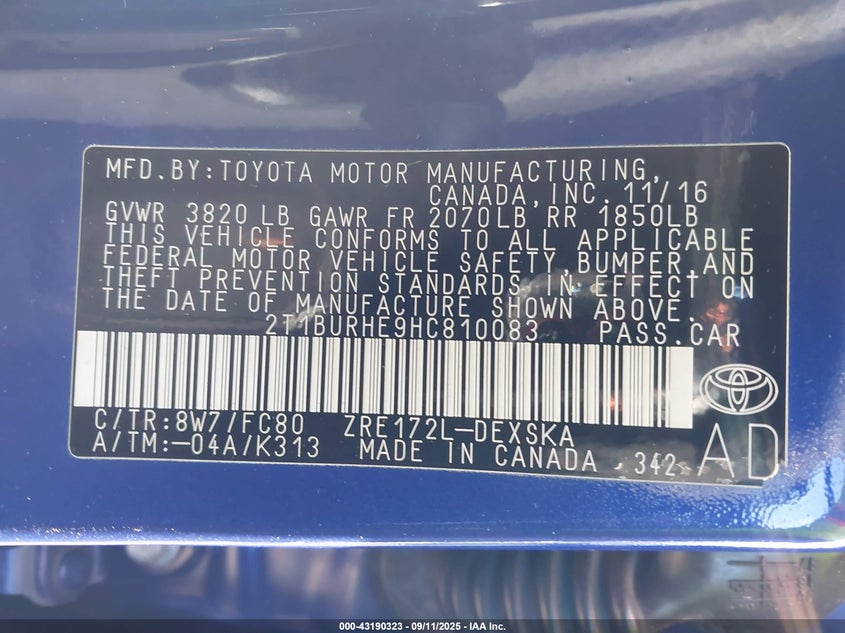 MFD.BY:TOYOTA MOTOR MANUFACTURING,
CANADA,INC. 11/16
GVWR 3820 LB GAWR FR 2070LB RR 1850LB
THIS VEHICLE CONFORMS TO ALL APPLICABLE
FEDERAL MOTOR VEHICLE SAFETY,BUMPER,AND
THEFT PREVENTION STANDARDS IN EFFECT ON
THE DATE OF MANUFACTURE SHOWN ABOVE.
2T1BURHE9HC810083 PASS.CAR
C/TR:8W7/FC80 ZRE172L-DEXSKA
A/TM:-04A/K313 MADE IN CANADA 342 AD
000-43190323 - 09/11/2025 - IAA Inc.